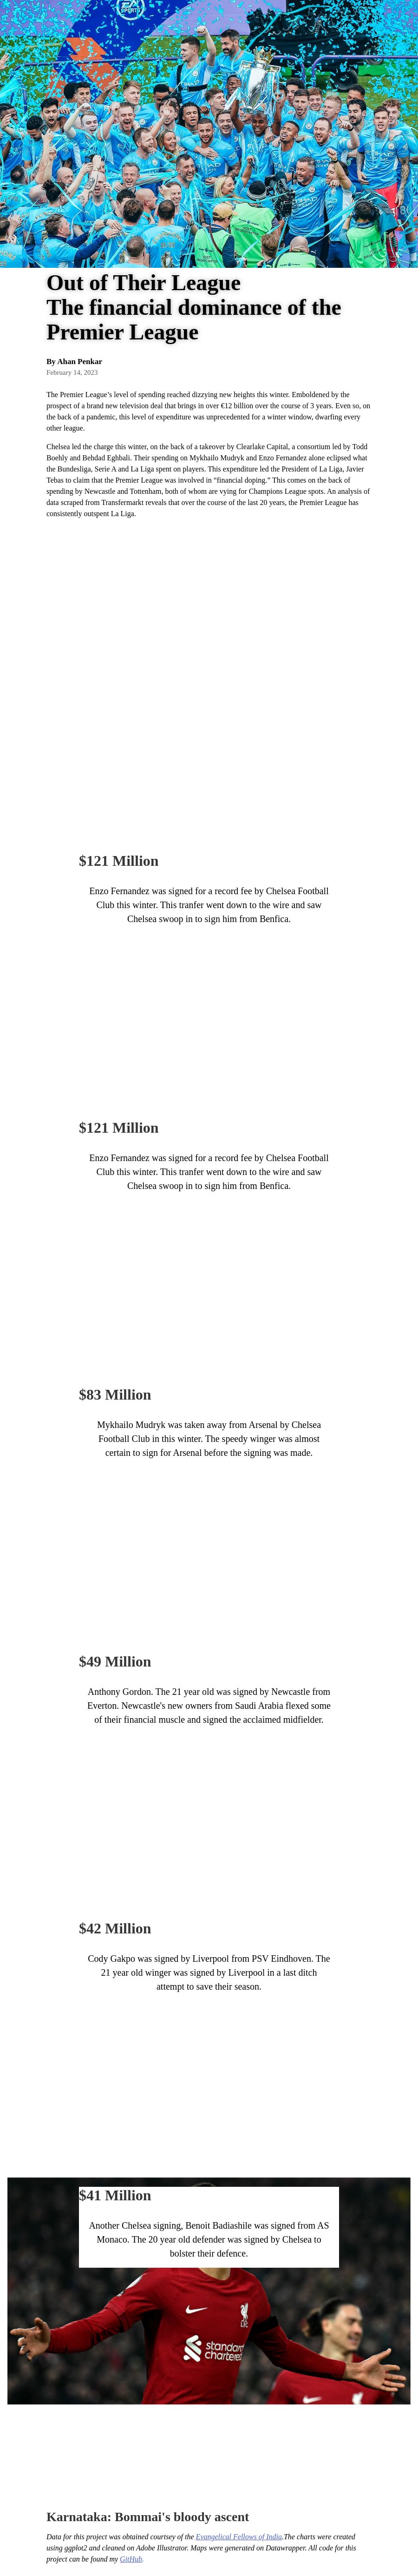 EA
SPORTS
Out of Their League
The financial dominance of the
Premier League
By Ahan Penkar
February 14, 2023
The Premier League's level of spending reached dizzying new heights this winter. Emboldened by the
prospect of a brand new television deal that brings in over €12 billion over the course of 3 years. Even so, on
the back of a pandemic, this level of expenditure was unprecedented for a winter window, dwarfing every
other league.
Chelsea led the charge this winter, on the back of a takeover by Clearlake Capital, a consortium led by Todd
Boehly and Behdad Eghbali. Their spending on Mykhailo Mudryk and Enzo Fernandez alone eclipsed what
the Bundesliga, Serie A and La Liga spent on players. This expenditure led the President of La Liga, Javier
Tebas to claim that the Premier League was involved in "financial doping." This comes on the back of
spending by Newcastle and Totentham, both of whom are vying for Champions League spots. An analysis of
data scraped from Transfermarkt reveals that over the course of the last 20 years, the Premier League has
consistently outspent La Liga.
$121 Million
Enzo Fernandez was signed for a record fee by Chelsea Football
Club this winter. This tranfer went down to the wire and saw
Chelsea swoop in to sign him from Benfica.
$121 Million
Enzo Fernandez was signed for a record fee by Chelsea Football
Club this winter. This tranfer went down to the wire and saw
Chelsea swoop in to sign him from Benfica.
$83 Million
Mykhailo Mudryk was taken away from Arsenal by Chelsea
Football Club in this winter. The speedy winger was almost
certain to sign for Arsenal before the signing was made.
$49 Million
Anthony Gordon. The 21 year old was signed by Newcastle from
Everton. Newcastle's new owners from Saudi Arabia flexed some
of their financial muscle and signed the acclaimed midfielder.
$42 Million
Cody Gakpo was signed by Liverpool from PSV Eindhoven. The
21 year old winger was signed by Liverpool in a last ditch
attempt to save their season.
$41 Million
Another Chelsea signing, Benoit Badiashile was signed from AS
Monaco. The 20 year old defender was signed by Chelsea to
bolster their defence.
standard
chartered
Karnataka: Bommai's bloody ascent
Data for this project was obtained courtsey of the Evangelical Fellows of India.The charts were created
using ggplot2 and cleaned on Adobe Illustrator. Maps were generated on Datawrapper. All code for this
project can be found my GitHub.